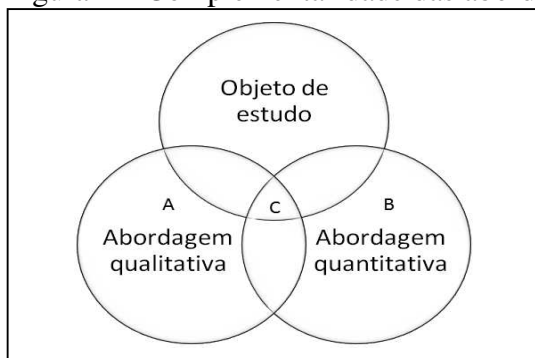 Objeto de
estudo
A
C
B
Abordagem
qualitativa
Abordagem
quantitativa